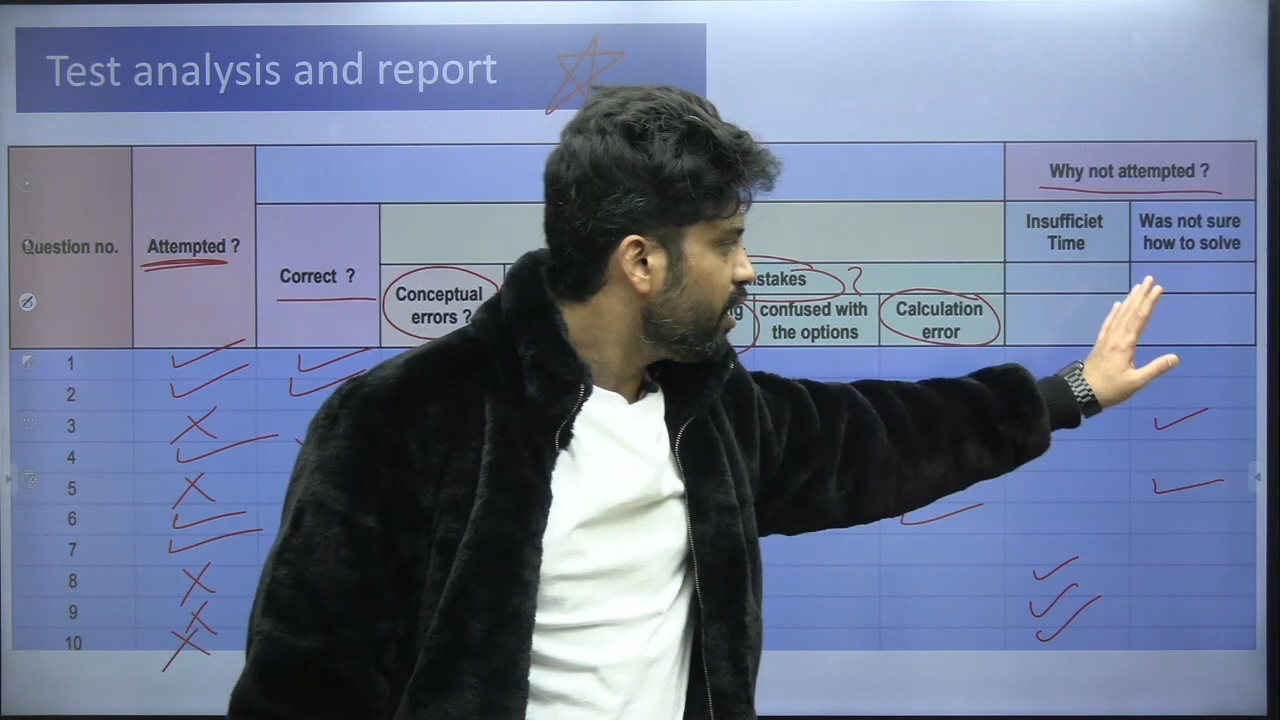 Test analysis and report
Why not attempted ?
Insufficiet
Time
Was not sure
how to solve
Question no.
Attempted ?
Correct ?
Conceptual
errors ?
confused with
the options
Calculation
error
1
2
3
4
5
6
7
8
9
10